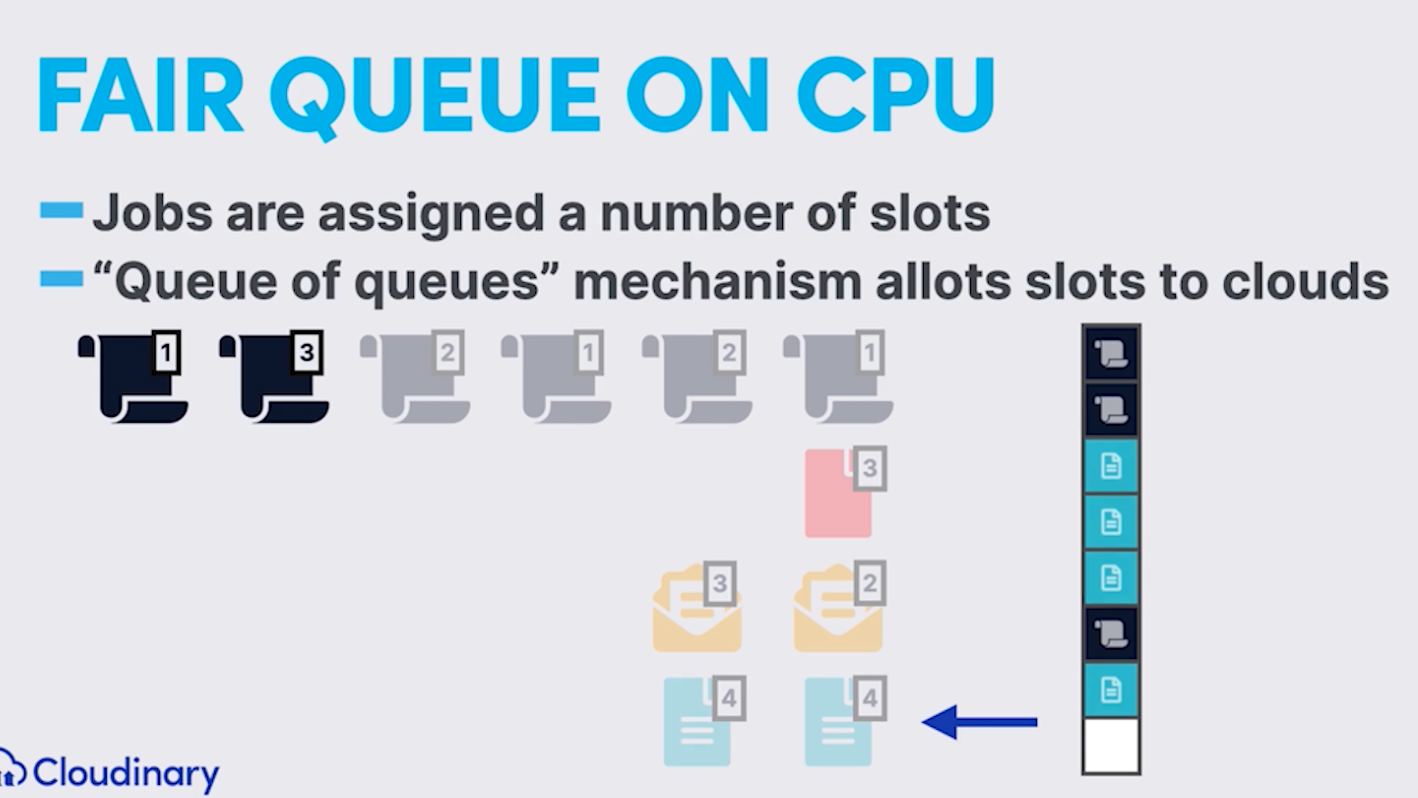 FAIR QUEUE ON CPU
Jobs are assigned a number of slots
“Queue of queues” mechanism allots slots to clouds
1 3 2 1 2 1
3
3 2
4 4
Cloudinary